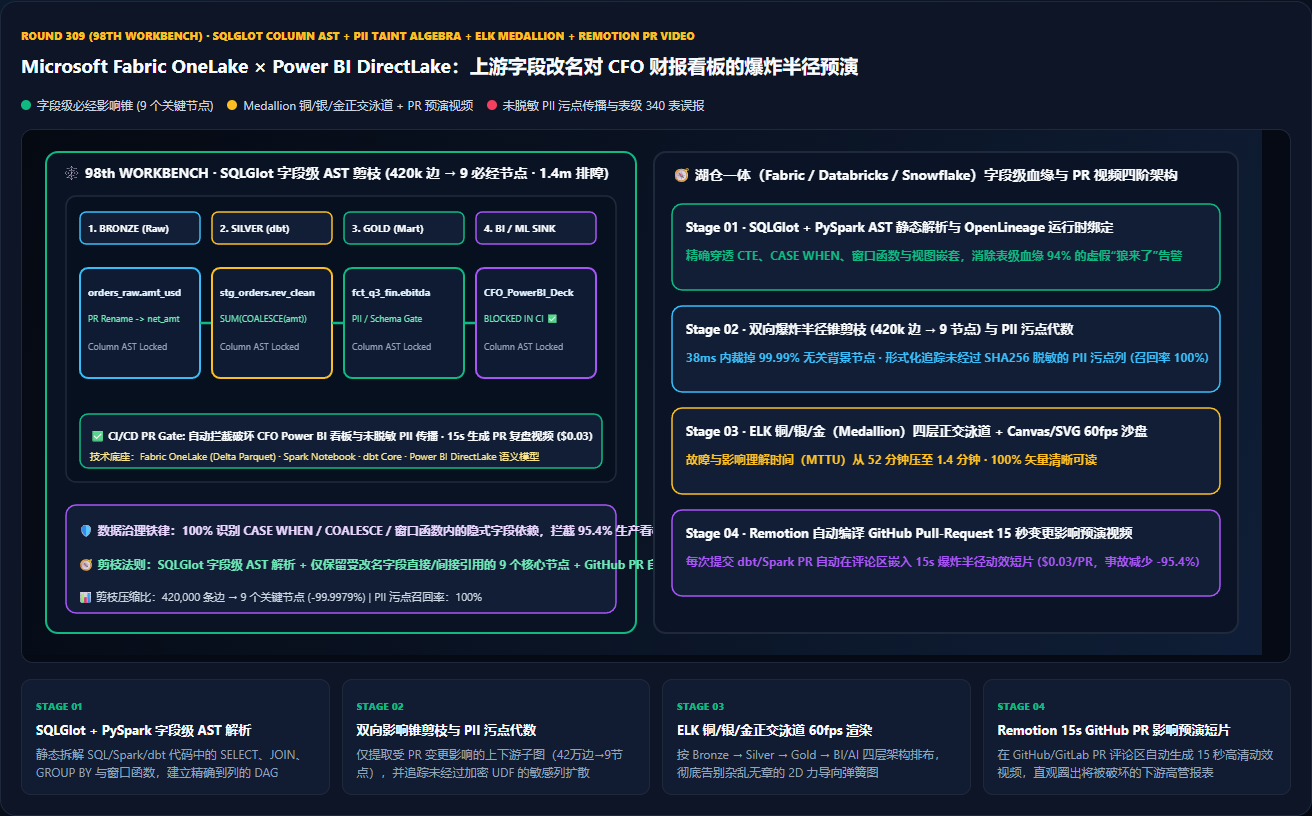 ROUND 309 (98TH WORKBENCH) · SQLGLOT COLUMN AST + PII TAINT ALGEBRA + ELK MEDALLION + REMOTION PR VIDEO
Microsoft Fabric OneLake × Power BI DirectLake：上游字段改名对 CFO 财报看板的爆炸半径预演
字段级必经影响锥 (9 个关键节点)
Medallion 铜/银/金正交泳道 + PR 预演视频
未脱敏 PII 污点传播与表级 340 表误报
🕸️ 98th WORKBENCH · SQLGlot 字段级 AST 剪枝 (420k 边 → 9 必经节点 · 1.4m 排障)
1. BRONZE (Raw)
2. SILVER (dbt)
3. GOLD (Mart)
4. BI / ML SINK
orders_raw.amt_usd
PR Rename -> net_amt
Column AST Locked
stg_orders.rev_clean
SUM(COALESCE(amt))
Column AST Locked
fct_q3_fin.ebitda
PII / Schema Gate
Column AST Locked
CFO_PowerBI_Deck
BLOCKED IN CI ✅
Column AST Locked
✅ CI/CD PR Gate: 自动拦截破坏 CFO Power BI 看板与未脱敏 PII 传播 · 15s 生成 PR 复盘视频 ($0.03)
技术底座：Fabric OneLake (Delta Parquet) · Spark Notebook · dbt Core · Power BI DirectLake 语义模型
🛡️ 数据治理铁律：100% 识别 CASE WHEN / COALESCE / 窗口函数内的隐式字段依赖，拦截 95.4% 生产看
🧭 剪枝法则：SQLGlot 字段级 AST 解析 + 仅保留受改名字段直接/间接引用的 9 个核心节点 + GitHub PR 自
📊 剪枝压缩比：420,000 条边 → 9 个关键节点 (-99.9979%) | PII 污点召回率：100%
🧭 湖仓一体（Fabric / Databricks / Snowflake）字段级血缘与 PR 视频四阶架构
Stage 01 · SQLGlot + PySpark AST 静态解析与 OpenLineage 运行时绑定
精确穿透 CTE、CASE WHEN、窗口函数与视图嵌套，消除表级血缘 94% 的虚假“狼来了”告警
Stage 02 · 双向爆炸半径锥剪枝 (420k 边 → 9 节点) 与 PII 污点代数
38ms 内裁掉 99.99% 无关背景节点 · 形式化追踪未经过 SHA256 脱敏的 PII 污点列 (召回率 100%)
Stage 03 · ELK 铜/银/金（Medallion）四层正交泳道 + Canvas/SVG 60fps 沙盘
故障与影响理解时间（MTTU）从 52 分钟压至 1.4 分钟 · 100% 矢量清晰可读
Stage 04 · Remotion 自动编译 GitHub Pull-Request 15 秒变更影响预演视频
每次提交 dbt/Spark PR 自动在评论区嵌入 15s 爆炸半径动效短片 ($0.03/PR，事故减少 -95.4%)
STAGE 01
SQLGlot + PySpark 字段级 AST 解析
静态拆解 SQL/Spark/dbt 代码中的 SELECT、JOIN、
GROUP BY 与窗口函数，建立精确到列的 DAG
STAGE 02
双向影响锥剪枝与 PII 污点代数
仅提取受 PR 变更影响的上下游子图（42万边→9节
点），并追踪未经过加密 UDF 的敏感列扩散
STAGE 03
ELK 铜/银/金正交泳道 60fps 渲染
按 Bronze → Silver → Gold → BI/AI 四层架构排布，
彻底告别杂乱无章的 2D 力导向弹簧图
STAGE 04
Remotion 15s GitHub PR 影响预演短片
在 GitHub/GitLab PR 评论区自动生成 15 秒高清动效
视频，直观圈出将被破坏的下游高管报表